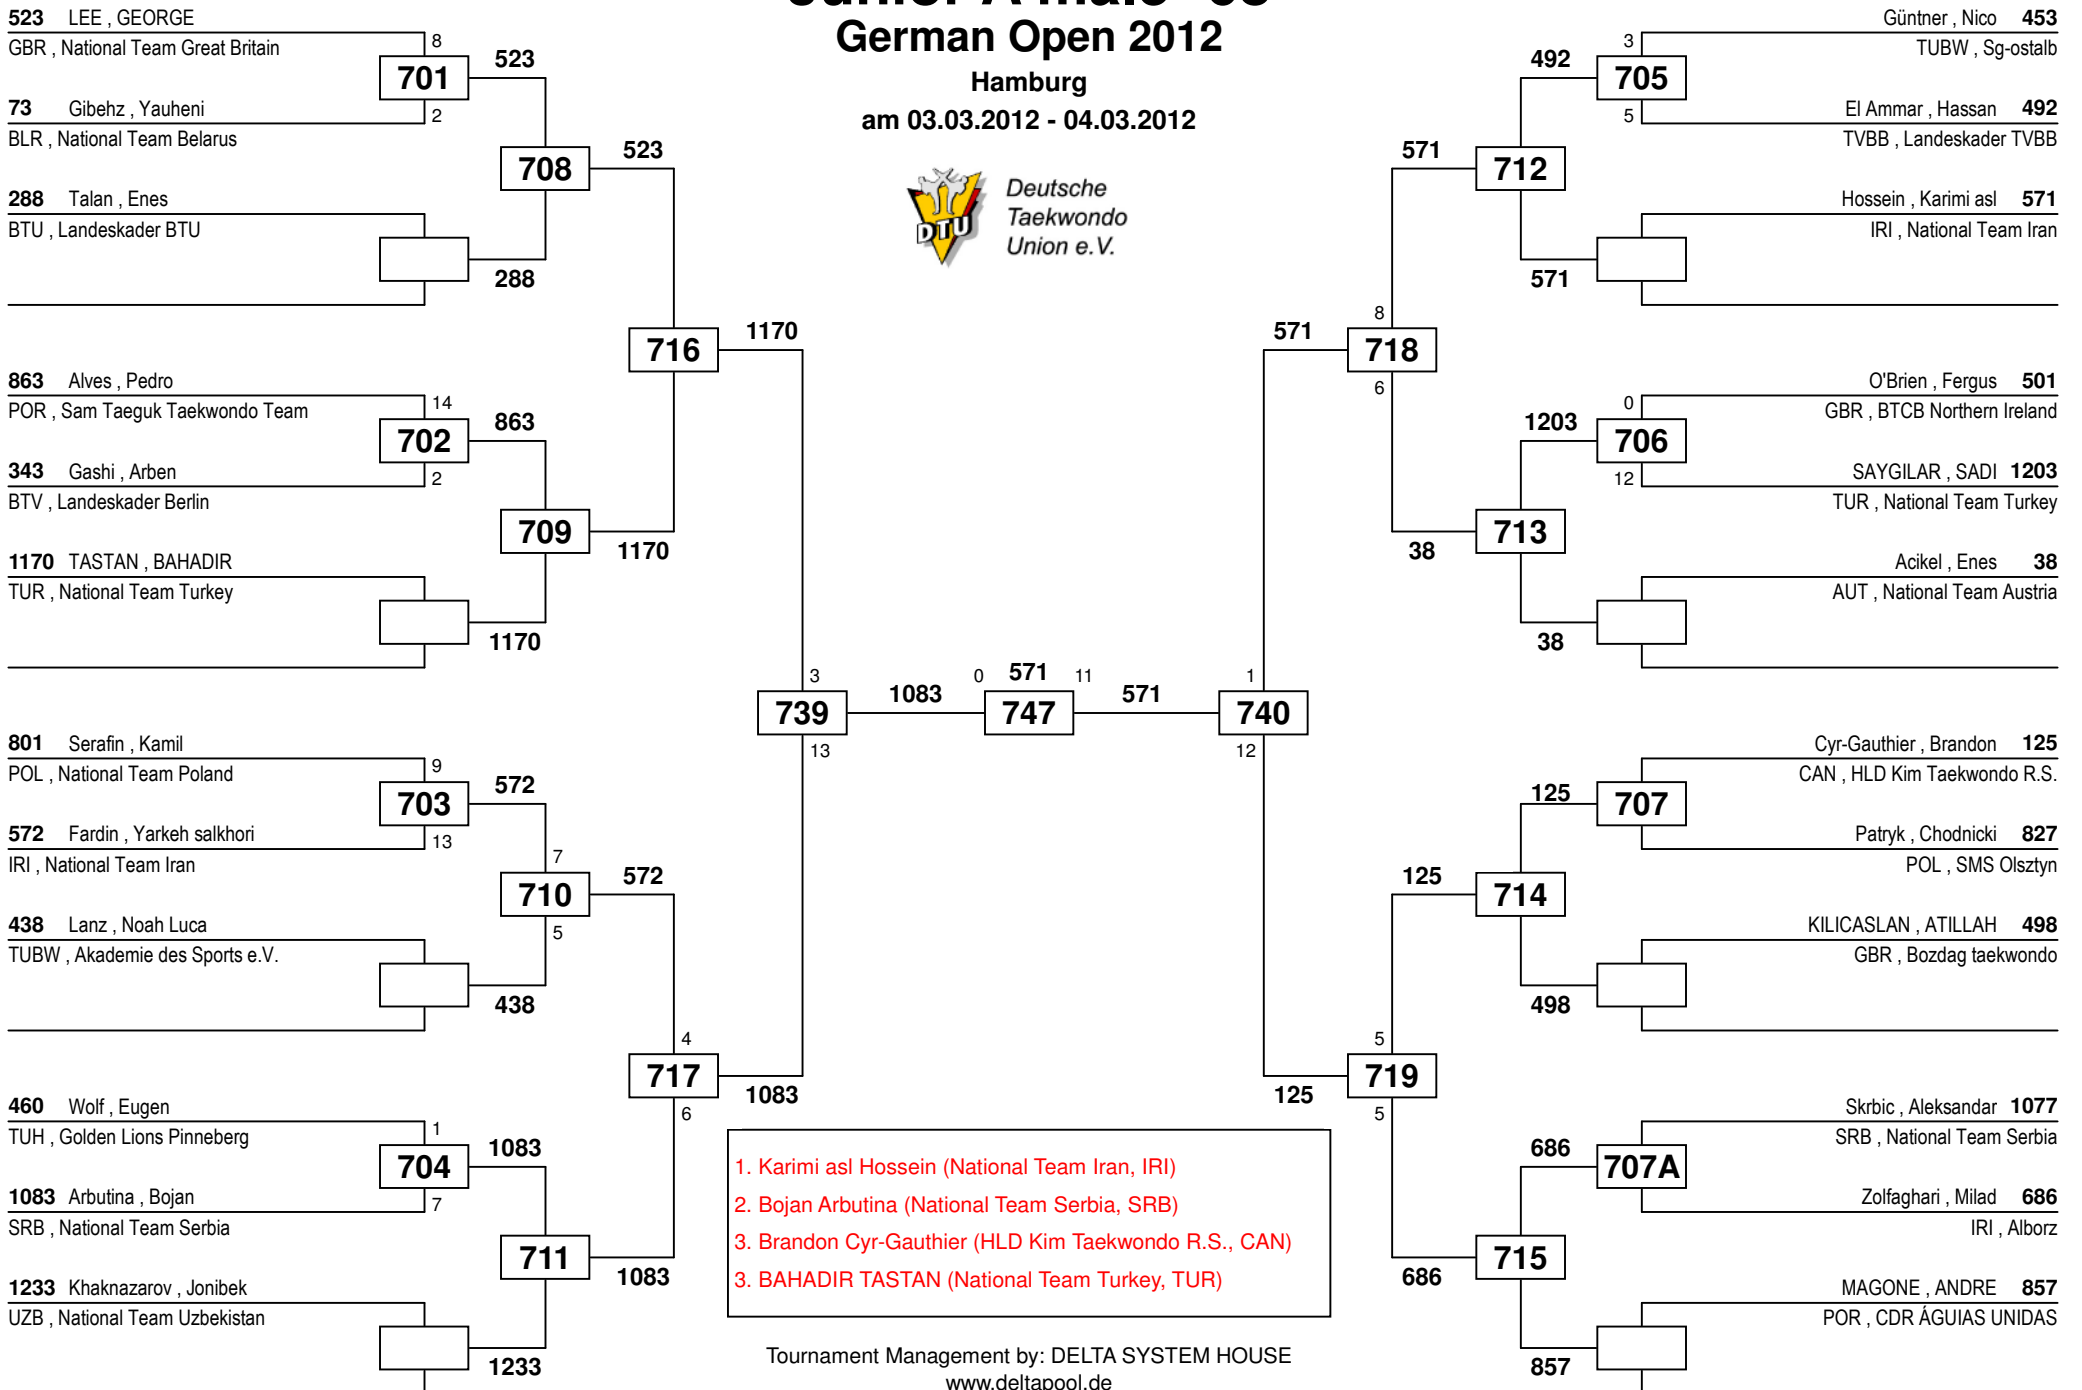 German Open 2012
Hamburg
am 03.03.2012 - 04.03.2012
DTU
Deutsche
Taekwondo
Union e.V.
523 LEE , GEORGE
GBR , National Team Great Britain
8
701
523
73 Gibehz , Yauheni
2
BLR , National Team Belarus
708
523
288 Talan , Enes
BTU , Landeskader BTU
288
716
1170
863 Alves , Pedro
POR , Sam Taeguk Taekwondo Team
14
702
863
343 Gashi , Arben
2
BTV , Landeskader Berlin
709
1170
1170 TASTAN , BAHADIR
TUR , National Team Turkey
1170
3
739
13
1083
0
571
11
747
571
1
740
12
801 Serafin , Kamil
POL , National Team Poland
9
703
572
572 Fardin , Yarkeh salkhori
13
IRI , National Team Iran
7
710
572
5
438 Lanz , Noah Luca
TUBW , Akademie des Sports e.V.
438
4
717
1083
6
460 Wolf , Eugen
TUH , Golden Lions Pinneberg
1
704
1083
1083 Arbutina , Bojan
7
SRB , National Team Serbia
711
1083
1233 Khaknazarov , Jonibek
UZB , National Team Uzbekistan
1233
Güntner , Nico 453
TUBW , Sg-ostalb
3
492
705
El Ammar , Hassan 492
5
TVBB , Landeskader TVBB
571
712
Hossein , Karimi asl 571
IRI , National Team Iran
571
8
571
718
6
O'Brien , Fergus 501
GBR , BTCB Northern Ireland
0
1203
706
SAYGILAR , SADI 1203
12
TUR , National Team Turkey
713
38
Acikel , Enes 38
AUT , National Team Austria
38
Cyr-Gauthier , Brandon 125
CAN , HLD Kim Taekwondo R.S.
125
707
Patryk , Chodnicki 827
POL , SMS Olsztyn
125
714
KILICASLAN , ATILLAH 498
GBR , Bozdag taekwondo
498
5
719
125
5
Skrbic , Aleksandar 1077
SRB , National Team Serbia
686
707A
Zolfaghari , Milad 686
IRI , Alborz
715
686
MAGONE , ANDRE 857
POR , CDR ÁGUIAS UNIDAS
857
1. Karimi asl Hossein (National Team Iran, IRI)
2. Bojan Arbutina (National Team Serbia, SRB)
3. Brandon Cyr-Gauthier (HLD Kim Taekwondo R.S., CAN)
3. BAHADIR TASTAN (National Team Turkey, TUR)
Tournament Management by: DELTA SYSTEM HOUSE
www.deltapool.de